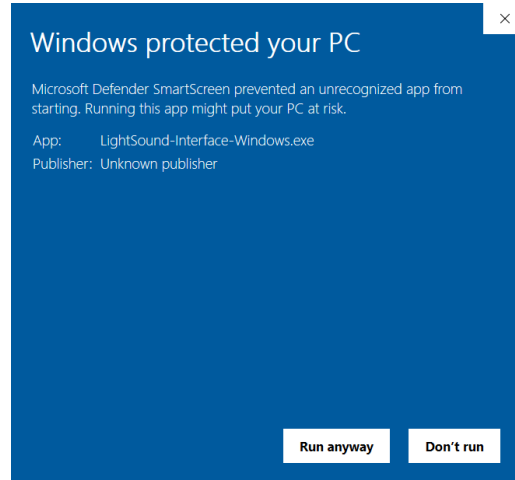 Windows protected your PC
Microsoft Defender SmartScreen prevented an unrecognized app from
starting. Running this app might put your PC at risk.
App: LightSound-Interface-Windows.exe
Publisher: Unknown publisher
Run anyway Don't run